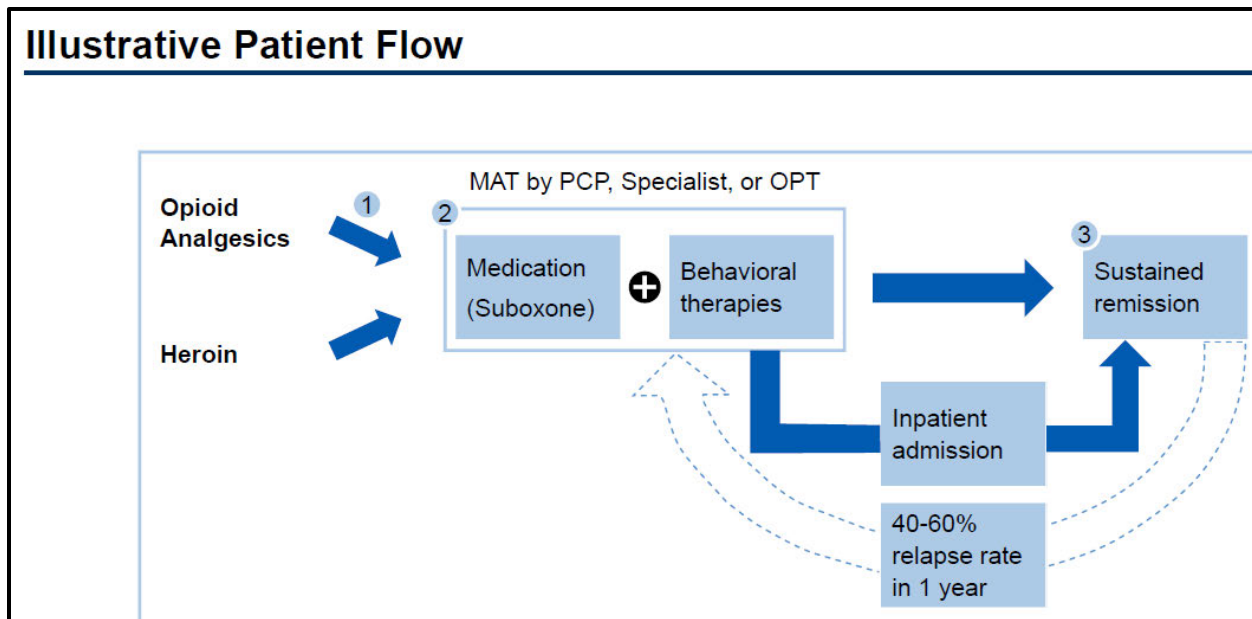 Illustrative Patient Flow
MAT by PCP, Specialist, or OPT
Opioid
Analgesics
1
2
Medication
(Suboxone)
Behavioral
therapies
3
Sustained
remission
Heroin
Inpatient
admission
40-60%
relapse rate
in 1 year